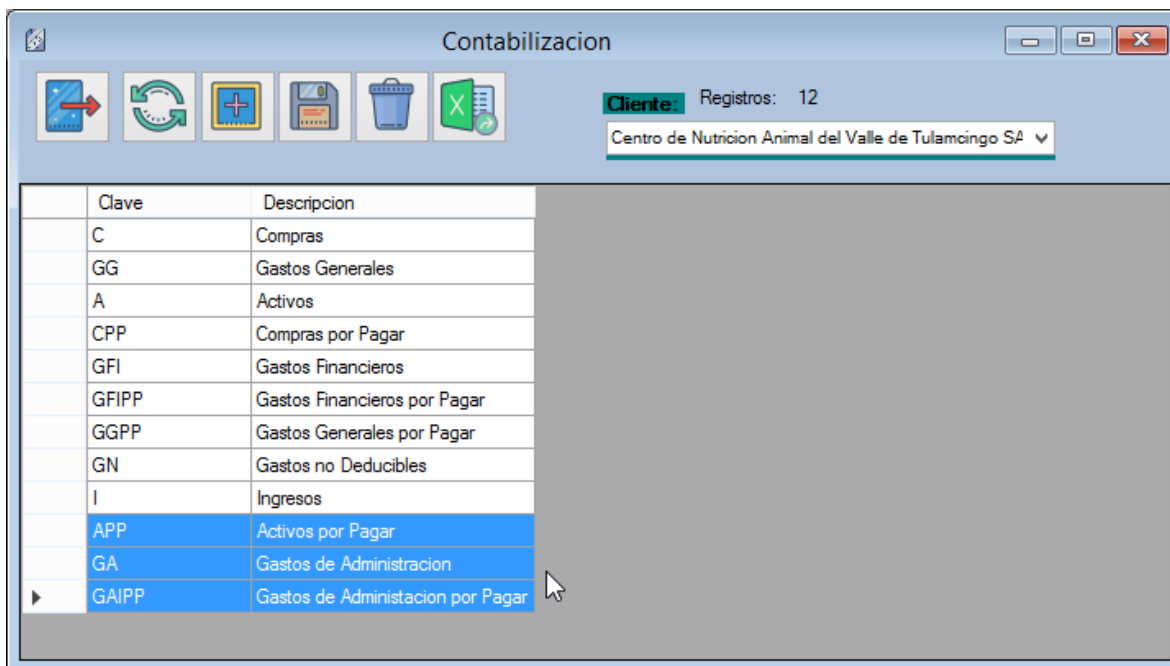 Contabilizacion
Cliente: Registros: 12
Centro de Nutricion Animal del Valle de Tulamcingo SA
Clave Descripcion
C Compras
GG Gastos Generales
A Activos
CPP Compras por Pagar
GFI Gastos Financieros
GFIPP Gastos Financieros por Pagar
GGPP Gastos Generales por Pagar
GN Gastos no Deducibles
I Ingresos
APP Activos por Pagar
GA Gastos de Administracion
GAIPP Gastos de Administacion por Pagar